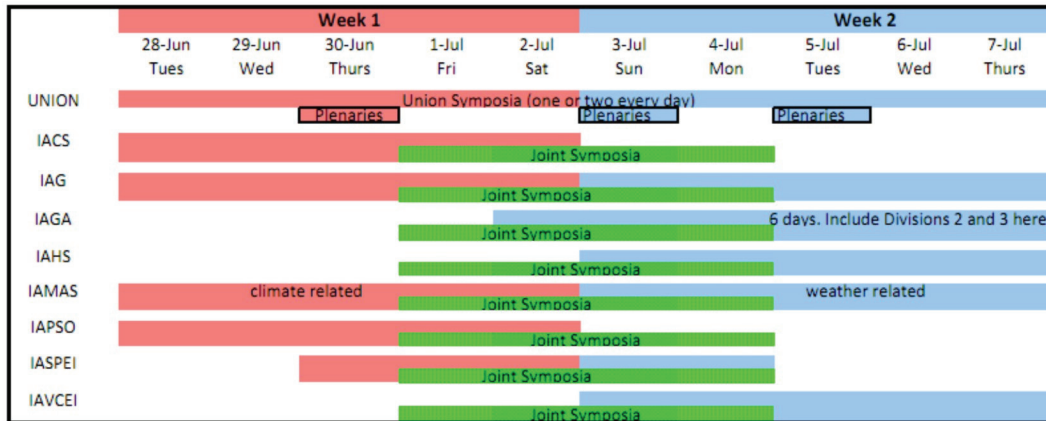 Week 1 Week 2
28-Jun 29-Jun 30-Jun 1-Jul 2-Jul 3-Jul 4-Jul 5-Jul 6-Jul 7-Jul
Tues Wed Thurs Fri Sat Sun Mon Tues Wed Thurs
UNION Union Symposia (one or two every day)
Plenaries Plenaries Plenaries
IACS
Joint Symposia
IAG
Joint Symposia
IAGA 6 days. Include Divisions 2 and 3 here
Joint Symposia
IAHS
Joint Symposia
IAMAS climate related weather related
Joint Symposia
IAPSO
Joint Symposia
IASPEI
Joint Symposia
IAVCEI
Joint Symposia